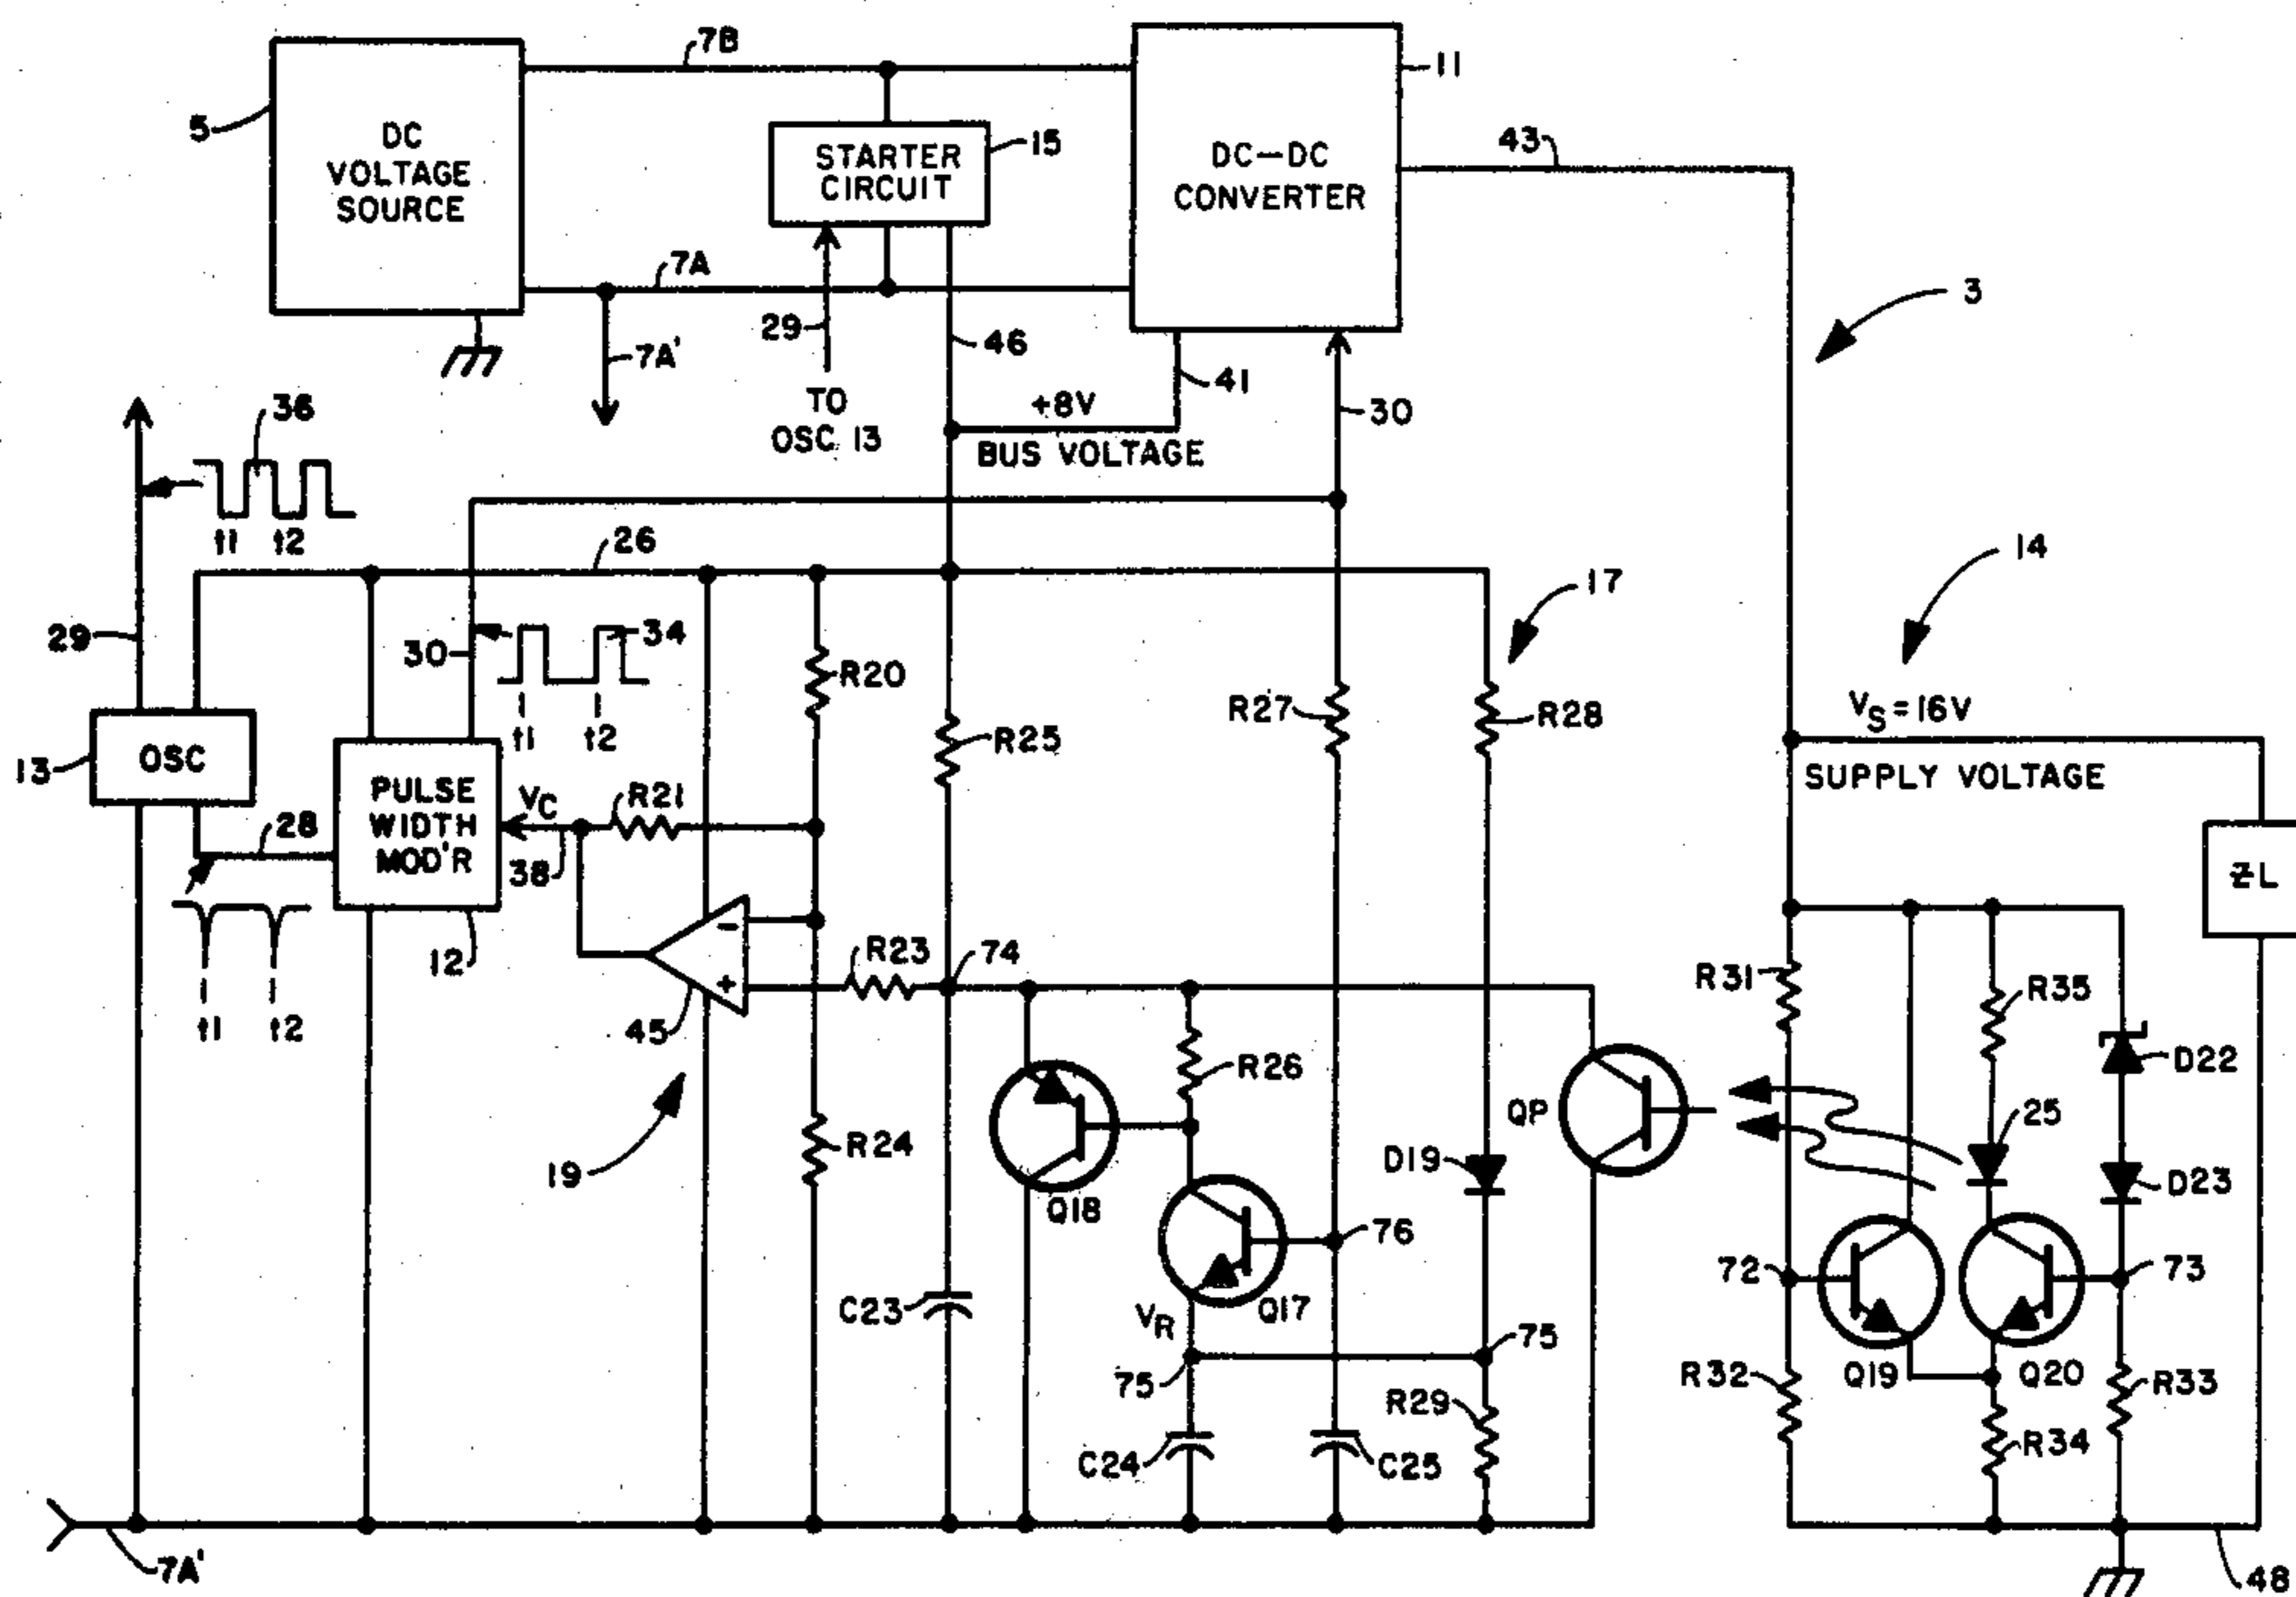 7B
11
5
DC
VOLTAGE
SOURCE
STARTER
CIRCUIT
15
DC–DC
CONVERTER
43
7A
3
29
46
7A'
41
TO
OSC 13
+8V
BUS VOLTAGE
30
36
t1 t2
26
14
17
29
30
34
t1 t2
R20
R25
R27
R28
VS = 16V
SUPPLY VOLTAGE
13
OSC
PULSE
WIDTH
MOD'R
VC
R21
28
38
12
ZL
R23
74
R31
R35
t1 t2
45
R26
D22
QP
25
19
R24
D19
D23
Q18
76
72
73
C23
VR
Q17
75
75
R32
Q19
Q20
R33
R29
C24
C25
R34
7A'
48